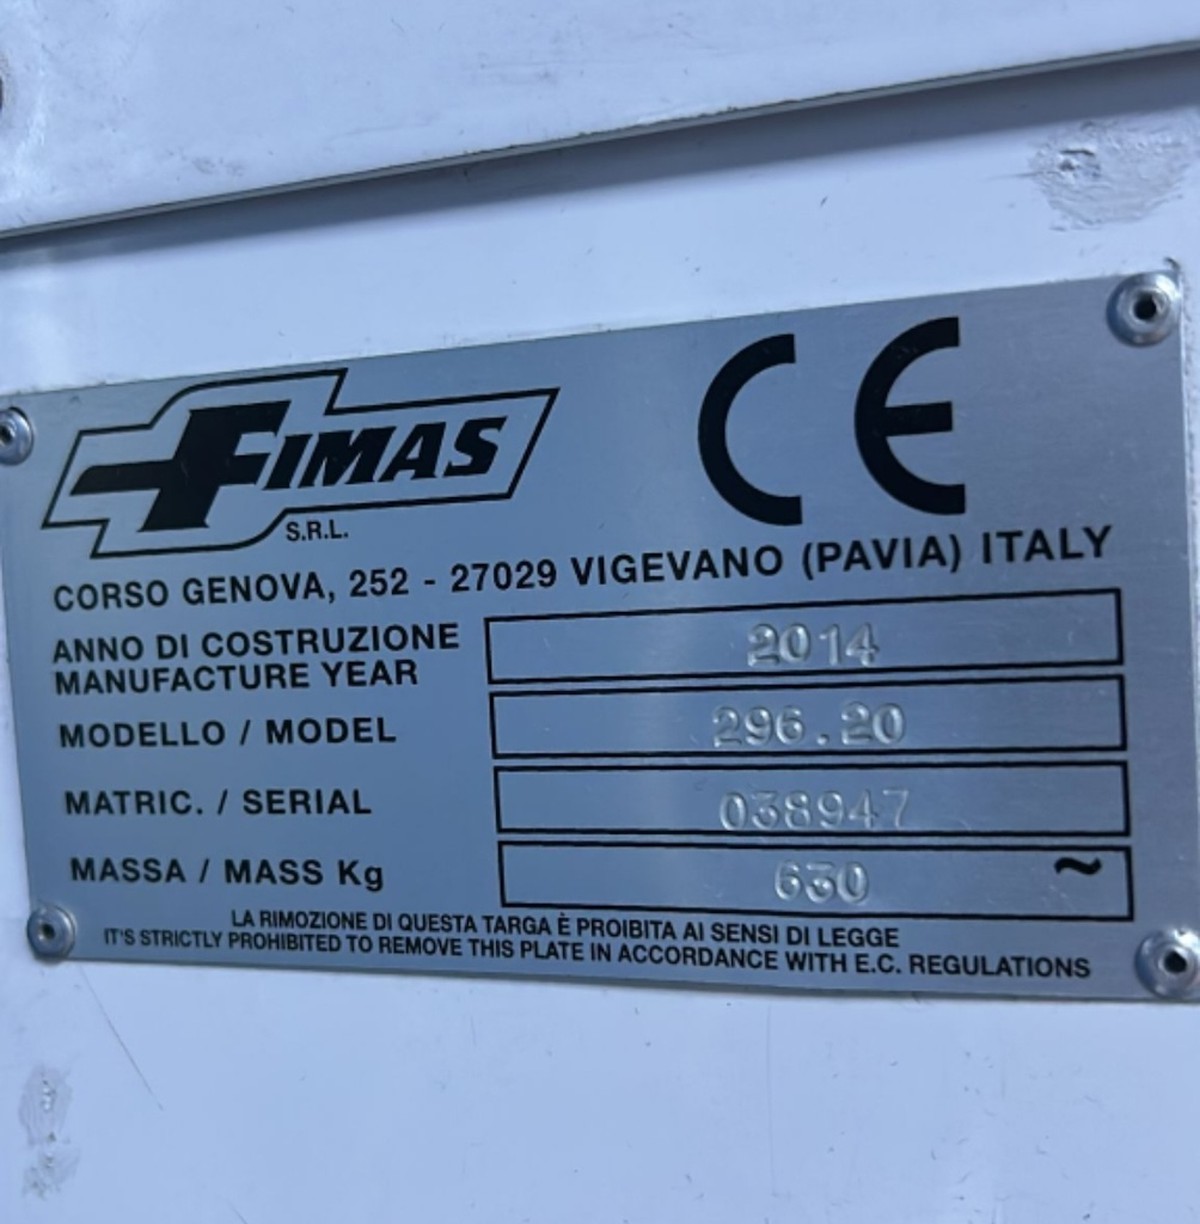 FIMAS
S.R.L.
CE
CORSO GENOVA, 252 - 27029 VIGEVANO (PAVIA) ITALY
ANNO DI COSTRUZIONE
MANUFACTURE YEAR
2014
MODELLO / MODEL
296.20
MATRIC. / SERIAL
038947
MASSA / MASS Kg
630 ~
LA RIMOZIONE DI QUESTA TARGA È PROIBITA AI SENSI DI LEGGE
IT'S STRICTLY PROHIBITED TO REMOVE THIS PLATE IN ACCORDANCE WITH E.C. REGULATIONS